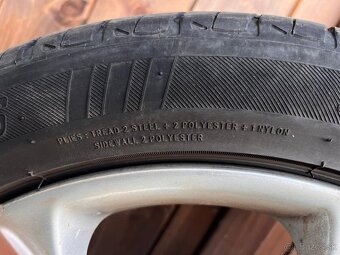 PLIES : TREAD 2 STEEL + 2 POLYESTER + 1 NYLON
SIDEWALL 2 POLYESTER